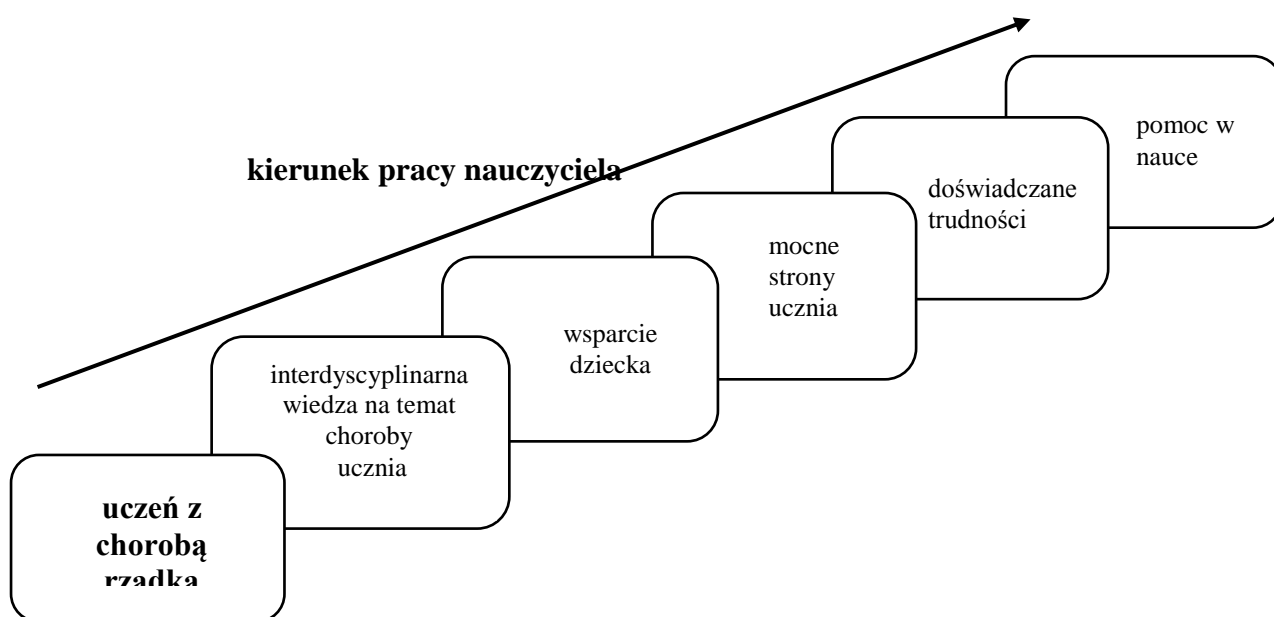 pomoc w
nauce
kierunek pracy nauczyciela
doświadczane
trudności
mocne
strony
ucznia
wsparcie
dziecka
interdyscyplinarna
wiedza na temat
choroby
ucznia
uczeń z
chorobą
rzadką